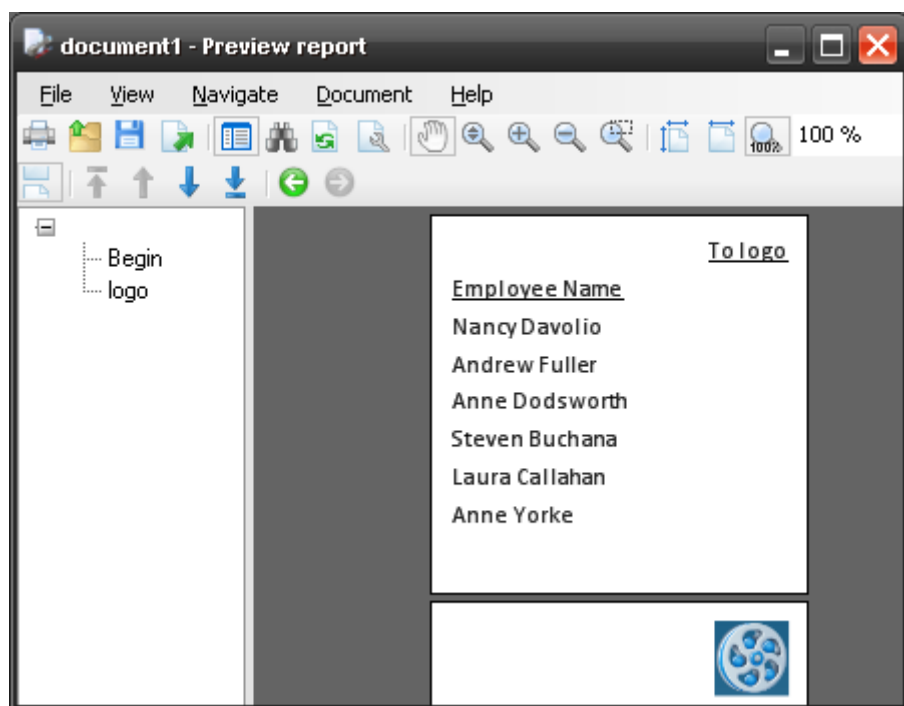 document1 - Preview report
File View Navigate Document Help
100%
100 %
Begin
logo
To logo
Employee Name
Nancy Davolio
Andrew Fuller
Anne Dodsworth
Steven Buchana
Laura Callahan
Anne Yorke